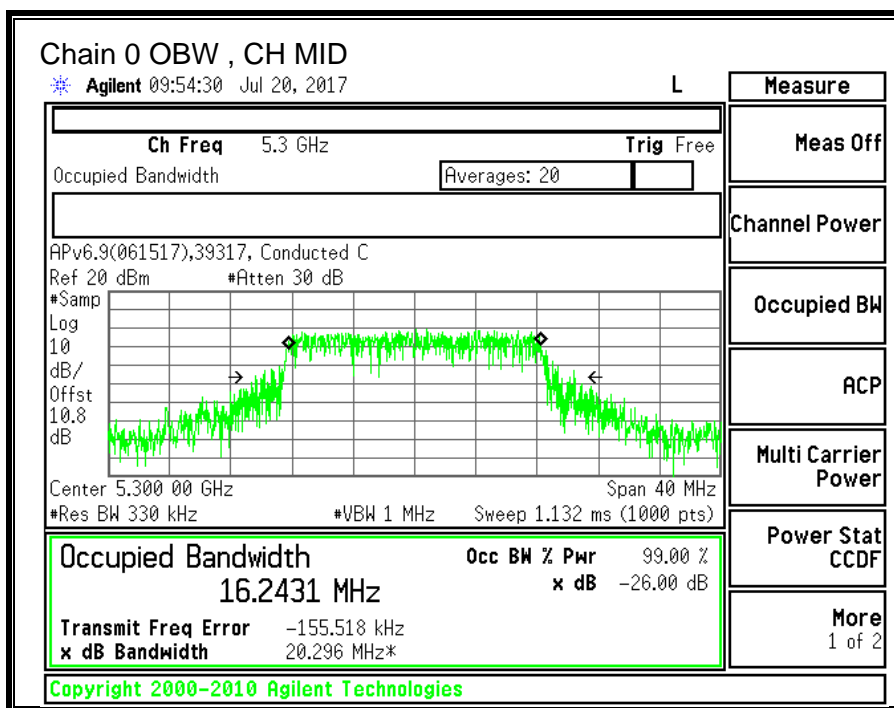 Chain 0 OBW , CH MID
Agilent 09:54:30 Jul 20, 2017 L
Measure
Ch Freq 5.3 GHz Trig Free
Occupied Bandwidth Averages: 20
APv6.9(061517),39317, Conducted C
Ref 20 dBm #Atten 30 dB
#Samp
Log
10
dB/
Offst
10.8
dB
Center 5.300 00 GHz Span 40 MHz
#Res BW 330 kHz #VBW 1 MHz Sweep 1.132 ms (1000 pts)
Occupied Bandwidth Occ BW % Pwr 99.00 %
16.2431 MHz x dB -26.00 dB
Transmit Freq Error -155.518 kHz
x dB Bandwidth 20.296 MHz*
Copyright 2000-2010 Agilent Technologies
Meas Off
Channel Power
Occupied BW
ACP
Multi Carrier
Power
Power Stat
CCDF
More
1 of 2